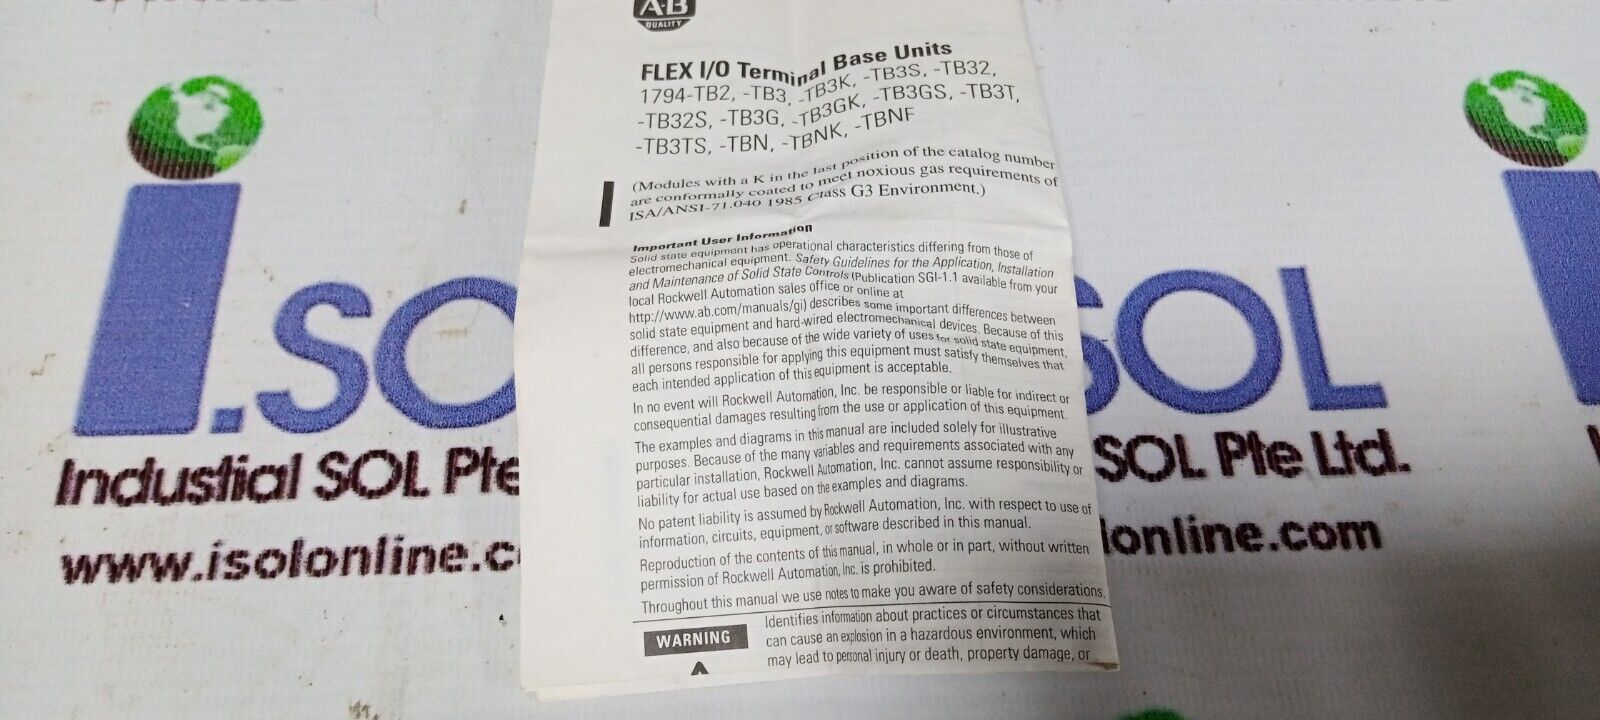 A-B
QUALITY
FLEX I/O Terminal Base Units
1794-TB2, -TB3, -TB3K, -TB3S, -TB32,
-TB32S, -TB3G, -TB3GK, -TB3GS, -TB3T,
-TB3TS, -TBN, -TBNK, -TBNF
(Modules with a K in the last position of the catalog number
are conformally coated to meet noxious gas requirements of
ISA/ANSI-71.040 1985 Class G3 Environment.)
Important User Information
Solid state equipment has operational characteristics differing from those of
electromechanical equipment. Safety Guidelines for the Application, Installation
and Maintenance of Solid State Controls (Publication SGI-1.1 available from your
local Rockwell Automation sales office or online at
http://www.ab.com/manuals/gi) describes some important differences between
solid state equipment and hard-wired electromechanical devices. Because of this
difference, and also because of the wide variety of uses for solid state equipment,
all persons responsible for applying this equipment must satisfy themselves that
each intended application of this equipment is acceptable.
In no event will Rockwell Automation, Inc. be responsible or liable for indirect or
consequential damages resulting from the use or application of this equipment.
The examples and diagrams in this manual are included solely for illustrative
purposes. Because of the many variables and requirements associated with any
particular installation, Rockwell Automation, Inc. cannot assume responsibility or
liability for actual use based on the examples and diagrams.
No patent liability is assumed by Rockwell Automation, Inc. with respect to use of
information, circuits, equipment, or software described in this manual.
Reproduction of the contents of this manual, in whole or in part, without written
permission of Rockwell Automation, Inc. is prohibited.
Throughout this manual we use notes to make you aware of safety considerations.
WARNING
Identifies information about practices or circumstances that
can cause an explosion in a hazardous environment, which
may lead to personal injury or death, property damage, or
i.SO
Industial SOL Pte
www.isolonline.c
SOL
SOL Pte Ltd.
lonline.com